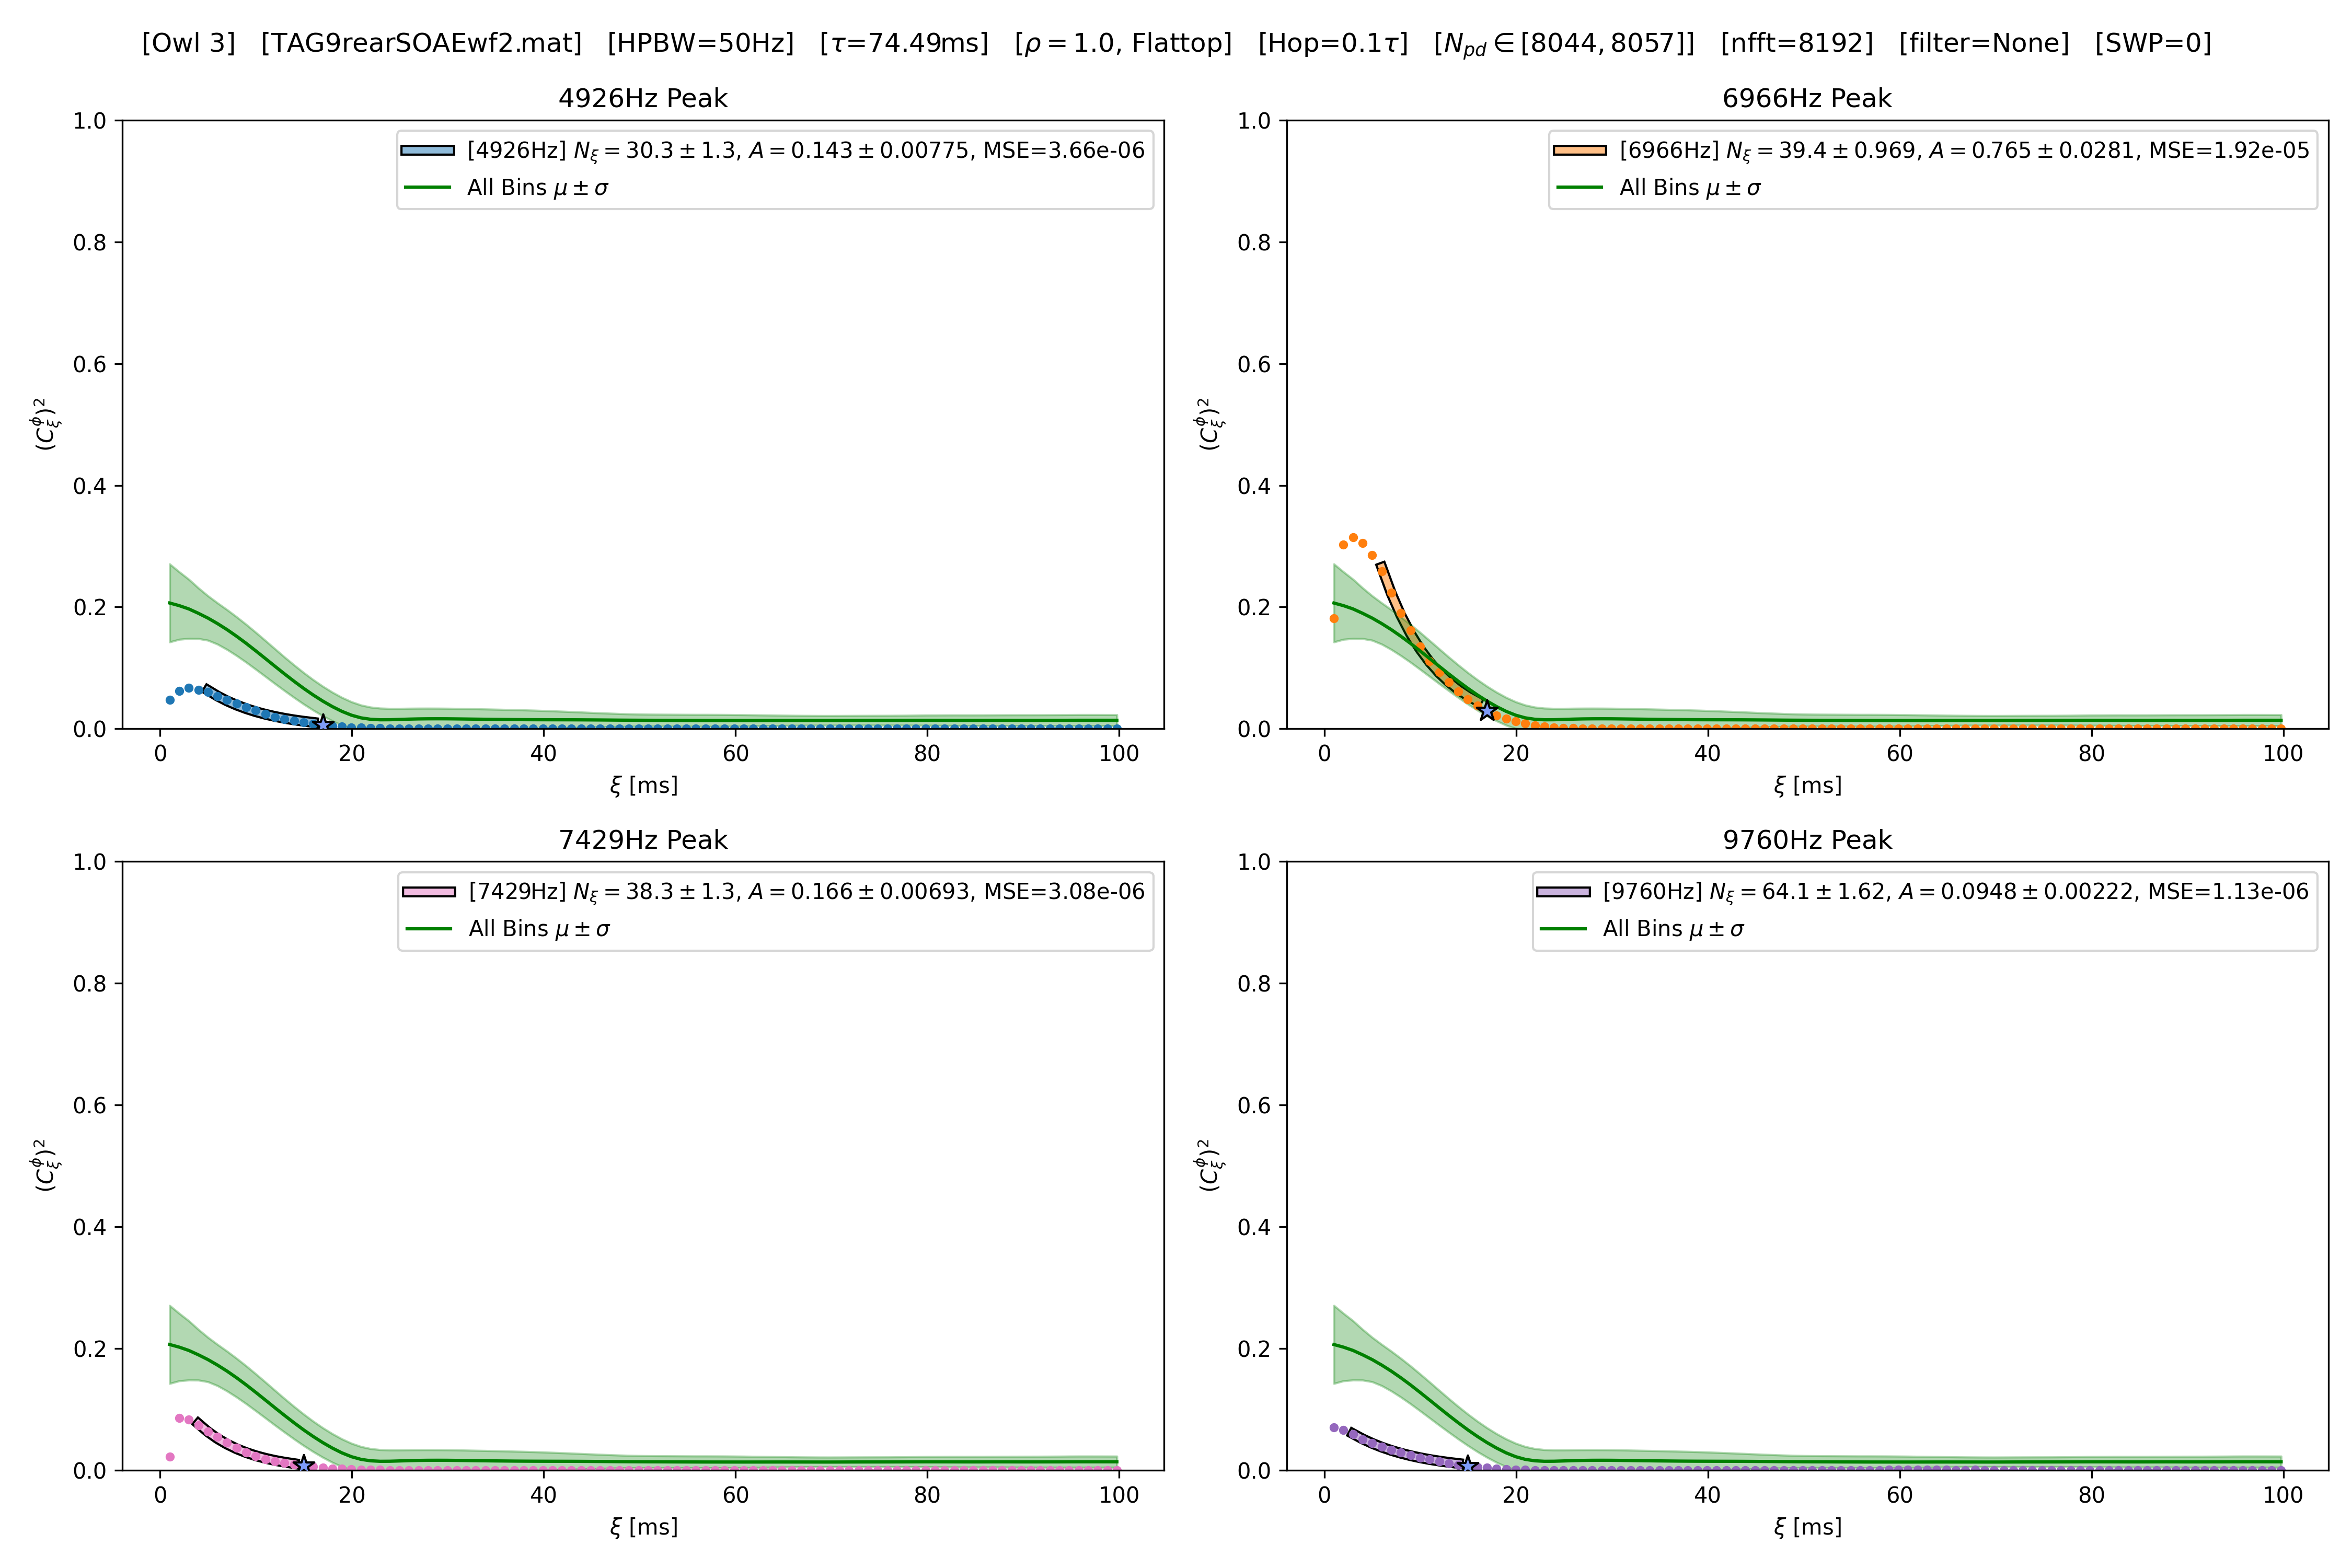 [Owl 3] [TAG9rearSOAEwf2.mat] [HPBW=50Hz] [τ=74.49ms] [ρ = 1.0, Flattop] [Hop=0.1τ] [N_pd ∈ [8044, 8057]] [nfft=8192] [filter=None] [SWP=0]
4926Hz Peak
[4926Hz] N_ξ = 30.3 ± 1.3, A = 0.143 ± 0.00775, MSE=3.66e-06
All Bins μ ± σ
1.0
0.8
0.6
0.4
0.2
0.0
(C_ξ^ϕ)²
0 20 40 60 80 100
ξ [ms]
6966Hz Peak
[6966Hz] N_ξ = 39.4 ± 0.969, A = 0.765 ± 0.0281, MSE=1.92e-05
All Bins μ ± σ
1.0
0.8
0.6
0.4
0.2
0.0
(C_ξ^ϕ)²
0 20 40 60 80 100
ξ [ms]
7429Hz Peak
[7429Hz] N_ξ = 38.3 ± 1.3, A = 0.166 ± 0.00693, MSE=3.08e-06
All Bins μ ± σ
1.0
0.8
0.6
0.4
0.2
0.0
(C_ξ^ϕ)²
0 20 40 60 80 100
ξ [ms]
9760Hz Peak
[9760Hz] N_ξ = 64.1 ± 1.62, A = 0.0948 ± 0.00222, MSE=1.13e-06
All Bins μ ± σ
1.0
0.8
0.6
0.4
0.2
0.0
(C_ξ^ϕ)²
0 20 40 60 80 100
ξ [ms]